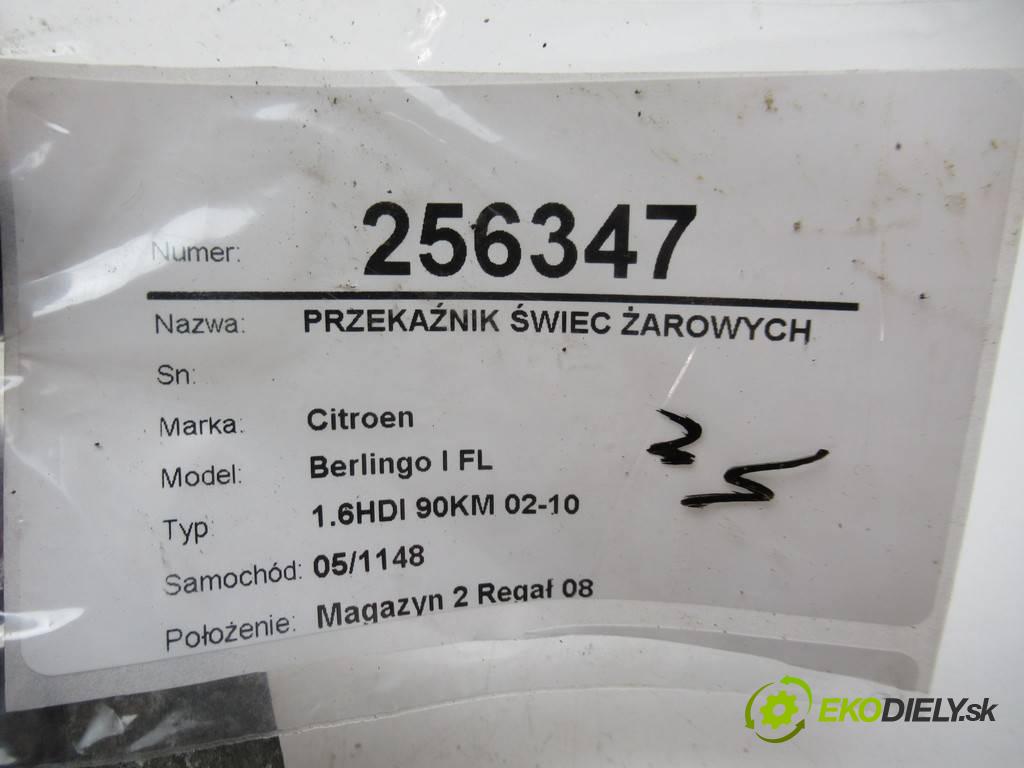 Numer: 256347
Nazwa: PRZEKAŹNIK ŚWIEC ŻAROWYCH
Sn:
Marka: Citroen
Model: Berlingo I FL
Typ: 1.6HDI 90KM 02-10
Samochód: 05/1148
Położenie: Magazyn 2 Regał 08
EKODIELY.sk